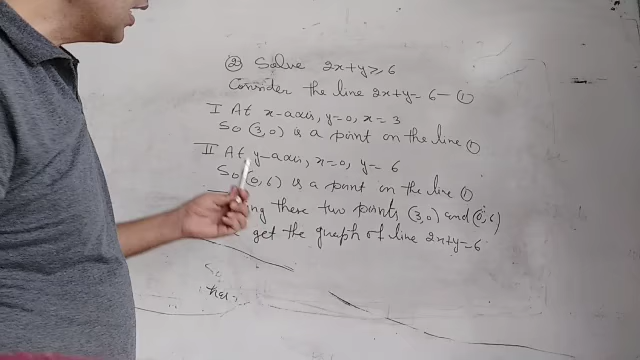 ② Solve 2x+y ≥ 6
Consider the line 2x+y = 6 — ①
I At x-axis, y=0, x = 3
So (3,0) is a point on the line ①
II At y-axis, x=0, y= 6
So (0,6) is a point on the line ①
these two points (3,0) and (0,6)
get the graph of line 2x+y=6
So